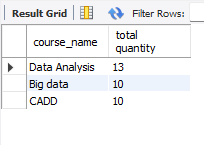 Result Grid Filter Rows:
course_name total quantity
Data Analysis 13
Big data 10
CADD 10